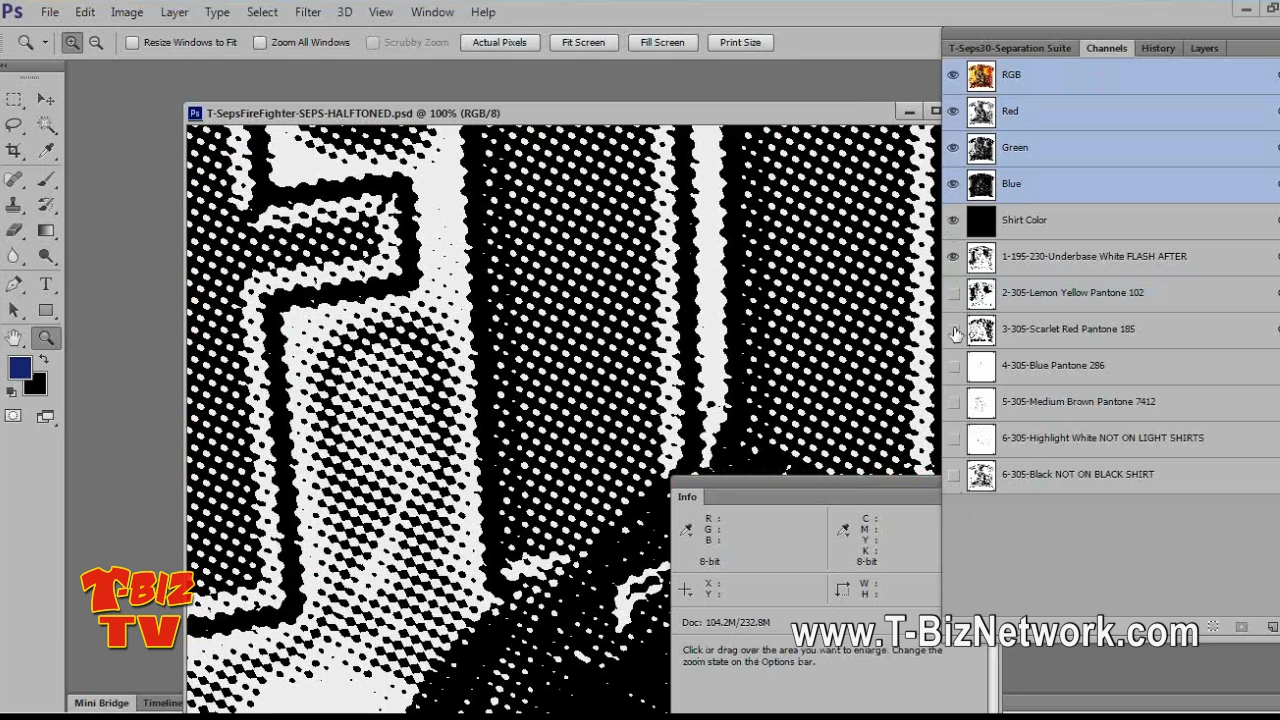 Ps File Edit Image Layer Type Select Filter 3D View Window Help
Resize Windows to Fit Zoom All Windows Scrubby Zoom Actual Pixels Fit Screen Fill Screen Print Size
T-Seps30-Separation Suite Channels History Layers
RGB
Ps T-SepsFireFighter-SEPS-HALFTONED.psd @ 100% (RGB/8)
Red
Green
Blue
Shirt Color
1-195-230-Underbase White FLASH AFTER
2-305-Lemon Yellow Pantone 102
3-305-Scarlet Red Pantone 185
4-305-Blue Pantone 286
5-305-Medium Brown Pantone 7412
6-305-Highlight White NOT ON LIGHT SHIRTS
6-305-Black NOT ON BLACK SHIRT
Info
R : C :
G : M :
B : Y :
K :
8-bit 8-bit
X : W :
Y : H :
Doc: 104.2M/232.8M
Click or drag over the area you want to enlarge. Change the
zoom state on the Options bar.
T-BIZ
TV
www.T-BizNetwork.com
Mini Bridge Timeline